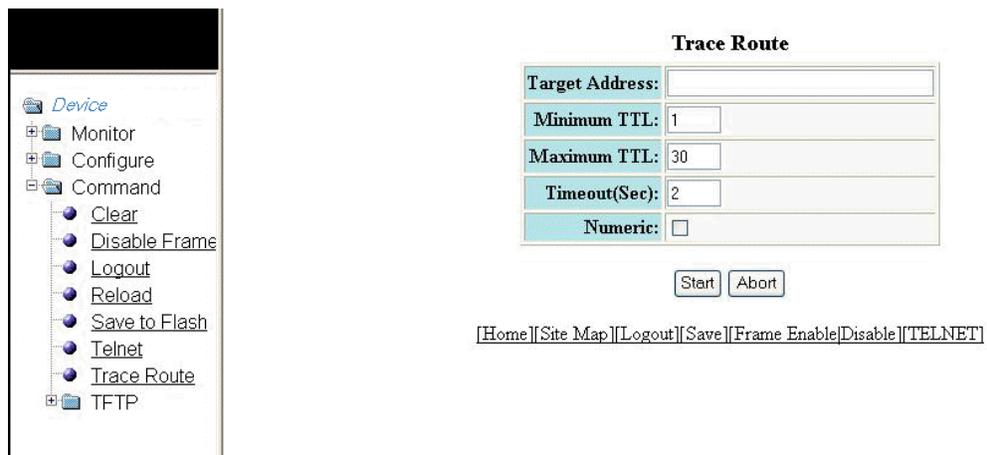 Device
Monitor
Configure
Command
Clear
Disable Frame
Logout
Reload
Save to Flash
Telnet
Trace Route
TFTP
Trace Route
Target Address:
Minimum TTL: 1
Maximum TTL: 30
Timeout(Sec): 2
Numeric:
Start Abort
[Home][Site Map][Logout][Save][Frame Enable|Disable][TELNET]